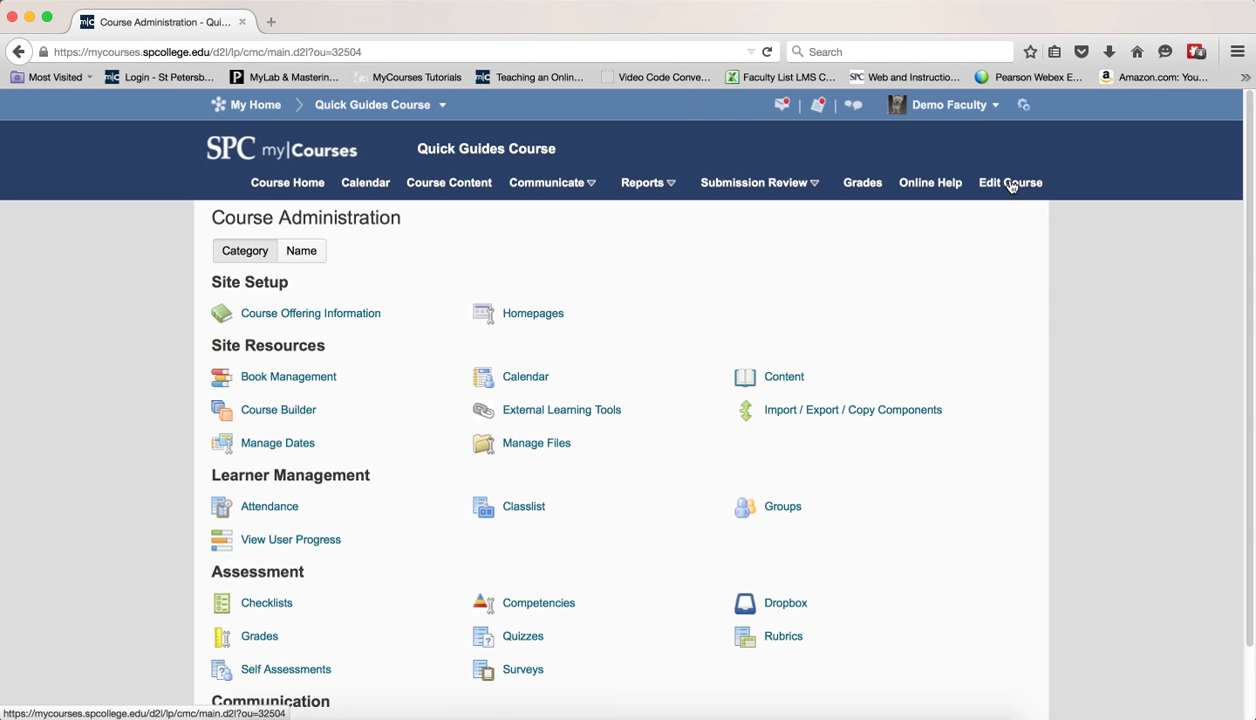 Course Administration - Qui...
https://mycourses.spcollege.edu/d2l/lp/cmc/main.d2l?ou=32504
Search
Most Visited
Login - St Petersb...
MyLab & Mastering...
MyCourses Tutorials
Teaching an Onlin...
Video Code Conve...
Faculty List LMS C...
SPC Web and Instructio...
Pearson Webex E...
Amazon.com: You...
My Home
Quick Guides Course
Demo Faculty
SPC my|Courses
Quick Guides Course
Course Home
Calendar
Course Content
Communicate
Reports
Submission Review
Grades
Online Help
Edit Course
Course Administration
Category
Name
Site Setup
Course Offering Information
Homepages
Site Resources
Book Management
Calendar
Content
Course Builder
External Learning Tools
Import / Export / Copy Components
Manage Dates
Manage Files
Learner Management
Attendance
Classlist
Groups
View User Progress
Assessment
Checklists
Competencies
Dropbox
Grades
Quizzes
Rubrics
Self Assessments
Surveys
Communication
https://mycourses.spcollege.edu/d2l/lp/cmc/main.d2l?ou=32504